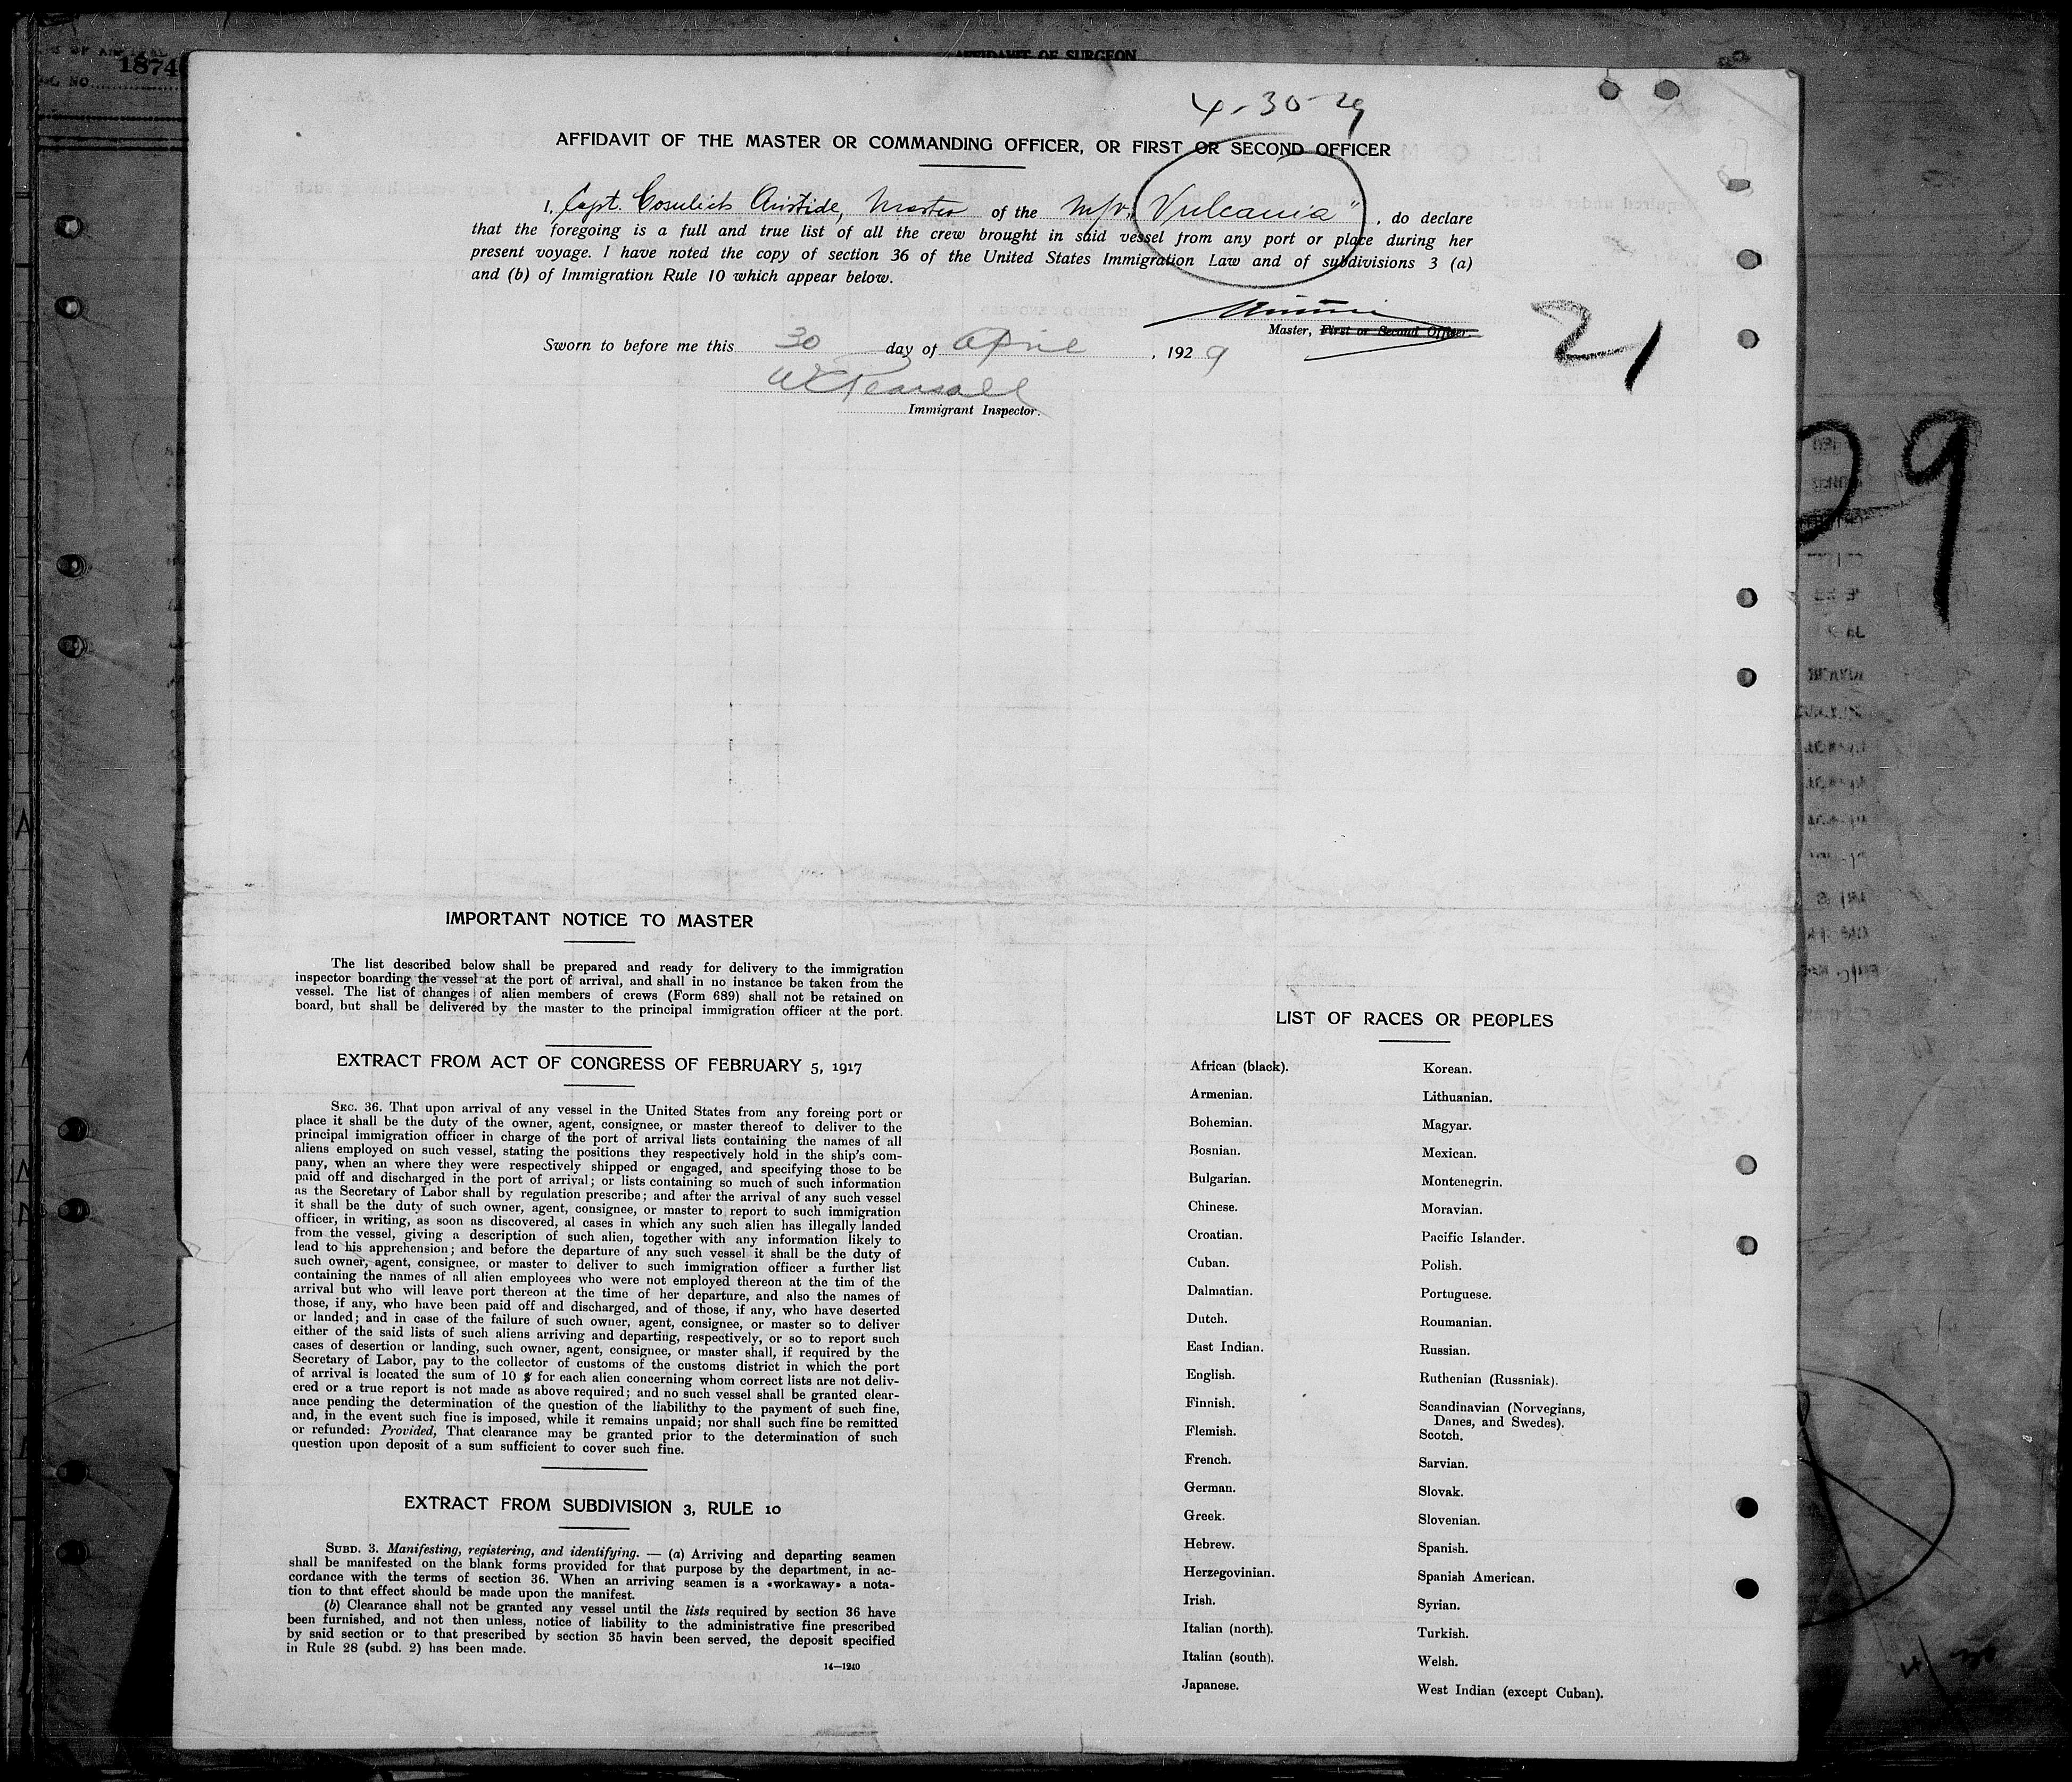 1874
AFFIDAVIT OF SURGEON
4-30-29
AFFIDAVIT OF THE MASTER OR COMMANDING OFFICER, OR FIRST OR SECOND OFFICER
I, Capt. Cosulich Aristide, Master of the M/v. "Vulcania", do declare
that the foregoing is a full and true list of all the crew brought in said vessel from any port or place during her
present voyage. I have noted the copy of section 36 of the United States Immigration Law and of subdivisions 3 (a)
and (b) of Immigration Rule 10 which appear below.
Master, First or Second Officer.
21
Sworn to before me this 30 day of April, 1929
W C Pearsall
Immigrant Inspector.
29
IMPORTANT NOTICE TO MASTER
The list described below shall be prepared and ready for delivery to the immigration
inspector boarding the vessel at the port of arrival, and shall in no instance be taken from the
vessel. The list of changes of alien members of crews (Form 689) shall not be retained on
board, but shall be delivered by the master to the principal immigration officer at the port.
EXTRACT FROM ACT OF CONGRESS OF FEBRUARY 5, 1917
SEC. 36. That upon arrival of any vessel in the United States from any foreing port or
place it shall be the duty of the owner, agent, consignee, or master thereof to deliver to the
principal immigration officer in charge of the port of arrival lists containing the names of all
aliens employed on such vessel, stating the positions they respectively hold in the ship's com-
pany, when an where they were respectively shipped or engaged, and specifying those to be
paid off and discharged in the port of arrival; or lists containing so much of such information
as the Secretary of Labor shall by regulation prescribe; and after the arrival of any such vessel
it shall be the duty of such owner, agent, consignee, or master to report to such immigration
officer, in writing, as soon as discovered, al cases in which any such alien has illegally landed
from the vessel, giving a description of such alien, together with any information likely to
lead to his apprehension; and before the departure of any such vessel it shall be the duty of
such owner, agent, consignee, or master to deliver to such immigration officer a further list
containing the names of all alien employees who were not employed thereon at the tim of the
arrival but who will leave port thereon at the time of her departure, and also the names of
those, if any, who have been paid off and discharged, and of those, if any, who have deserted
or landed; and in case of the failure of such owner, agent, consignee, or master so to deliver
either of the said lists of such aliens arriving and departing, respectively, or so to report such
cases of desertion or landing, such owner, agent, consignee, or master shall, if required by the
Secretary of Labor, pay to the collector of customs of the customs district in which the port
of arrival is located the sum of 10 $ for each alien concerning whom correct lists are not deliv-
ered or a true report is not made as above required; and no such vessel shall be granted clear-
ance pending the determination of the question of the liabilithy to the payment of such fine,
and, in the event such fine is imposed, while it remains unpaid; nor shall such fine be remitted
or refunded: Provided, That clearance may be granted prior to the determination of such
question upon deposit of a sum sufficient to cover such fine.
EXTRACT FROM SUBDIVISION 3, RULE 10
SUBD. 3. Manifesting, registering, and identifying. — (a) Arriving and departing seamen
shall be manifested on the blank forms provided for that purpose by the department, in ac-
cordance with the terms of section 36. When an arriving seamen is a «workaway» a nota-
tion to that effect should be made upon the manifest.
(b) Clearance shall not be granted any vessel until the lists required by section 36 have
been furnished, and not then unless, notice of liability to the administrative fine prescribed
by said section or to that prescribed by section 35 havin been served, the deposit specified
in Rule 28 (subd. 2) has been made.
14—1240
LIST OF RACES OR PEOPLES
African (black).
Armenian.
Bohemian.
Bosnian.
Bulgarian.
Chinese.
Croatian.
Cuban.
Dalmatian.
Dutch.
East Indian.
English.
Finnish.
Flemish.
French.
German.
Greek.
Hebrew.
Herzegovinian.
Irish.
Italian (north).
Italian (south).
Japanese.
Korean.
Lithuanian.
Magyar.
Mexican.
Montenegrin.
Moravian.
Pacific Islander.
Polish.
Portuguese.
Roumanian.
Russian.
Ruthenian (Russniak).
Scandinavian (Norvegians,
Danes, and Swedes).
Scotch.
Sarvian.
Slovak.
Slovenian.
Spanish.
Spanish American.
Syrian.
Turkish.
Welsh.
West Indian (except Cuban).